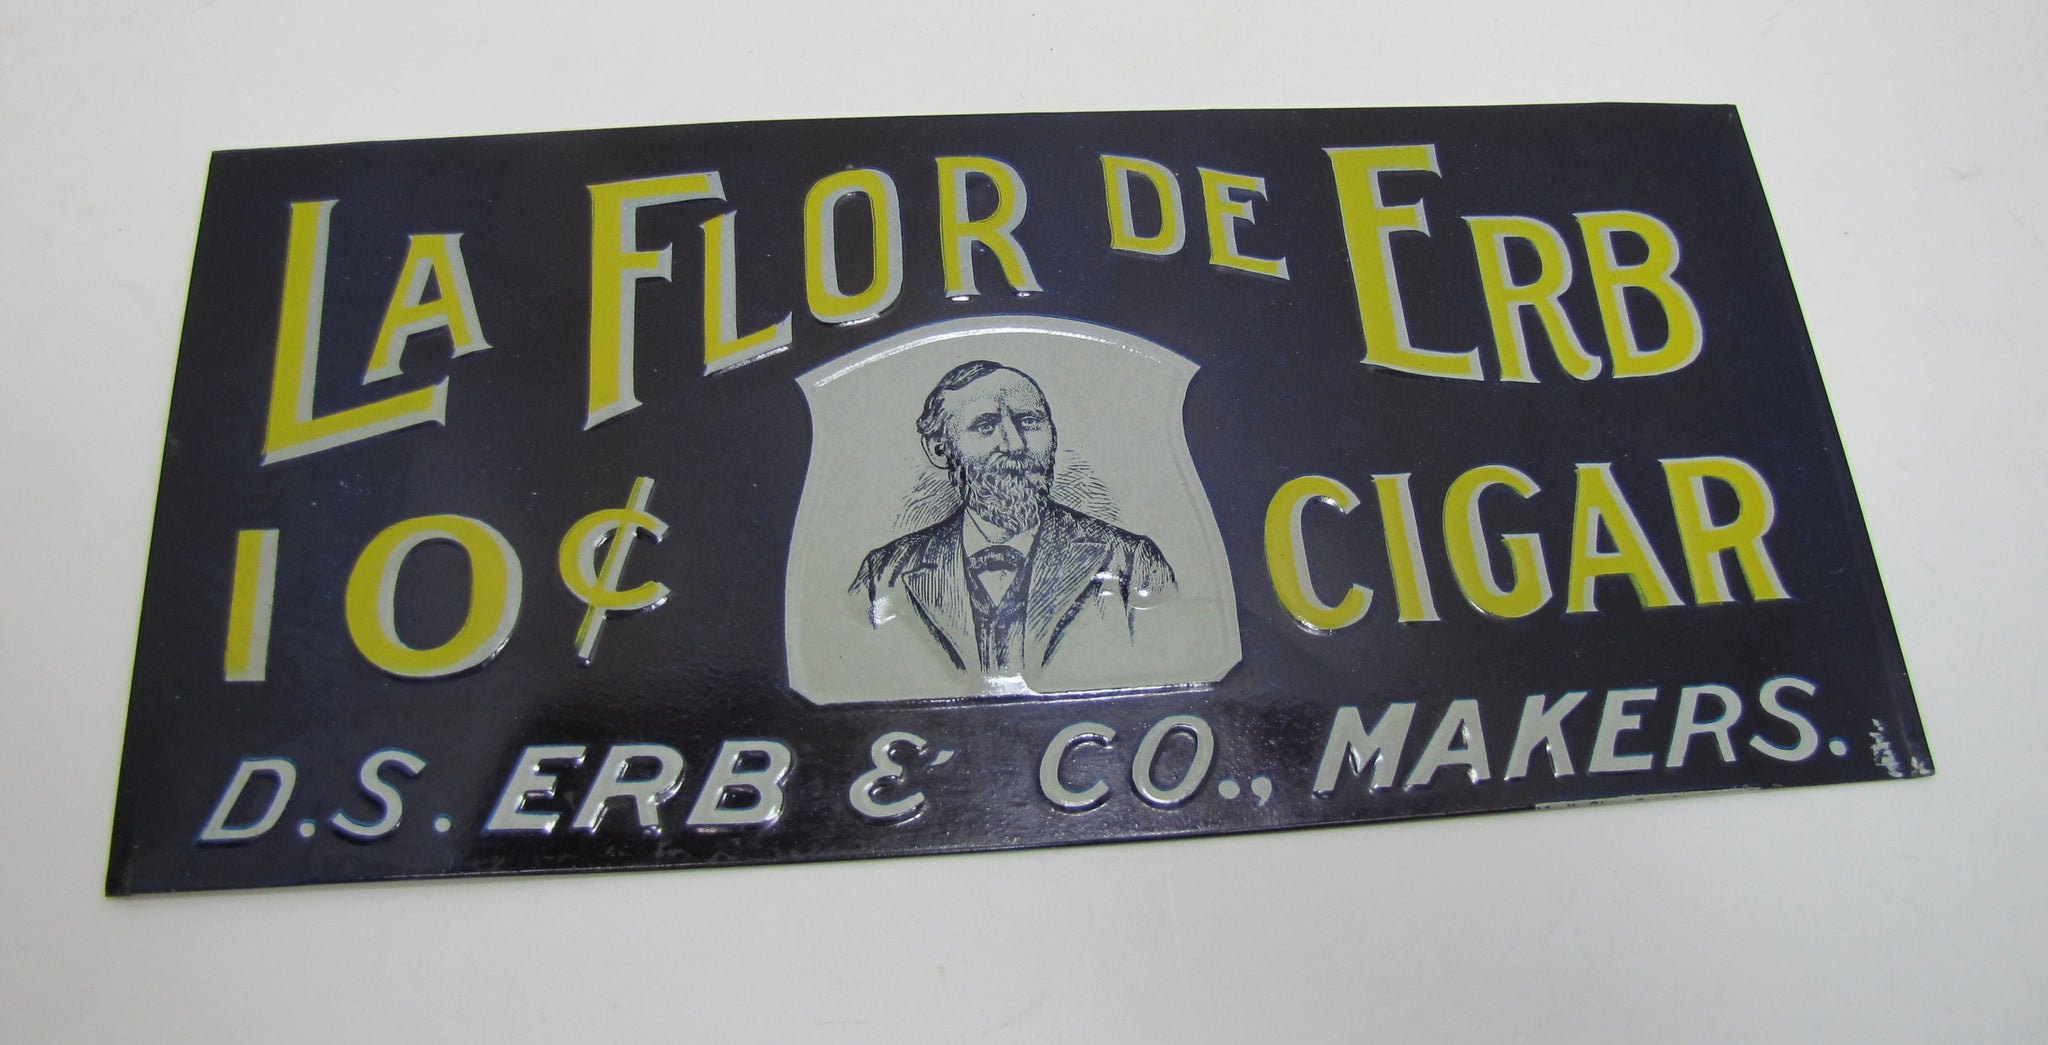 LA FLOR DE ERB
10¢ CIGAR
D.S. ERB & CO., MAKERS.